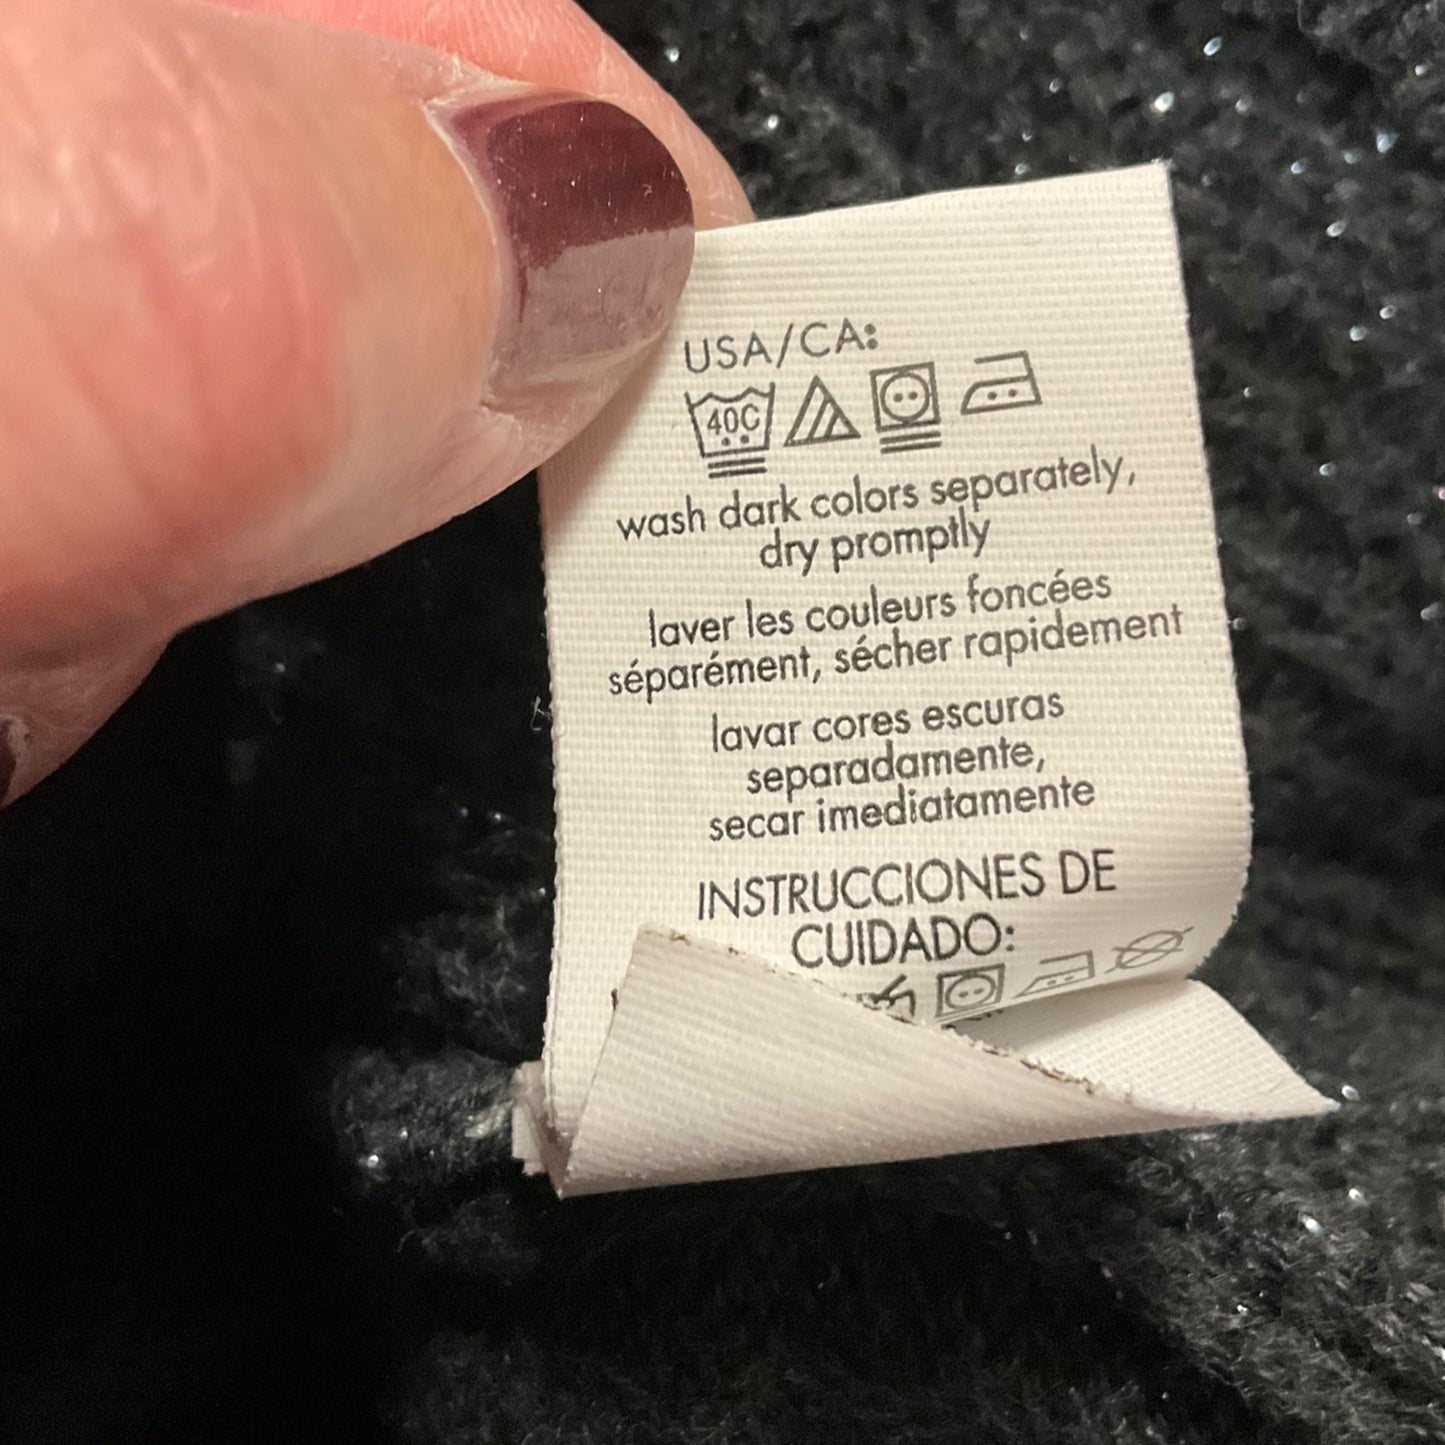 USA/CA:
40C
wash dark colors separately,
dry promptly
laver les couleurs foncées
séparément, sécher rapidement
lavar cores escuras
separadamente,
secar imediatamente
INSTRUCCIONES DE
CUIDADO: